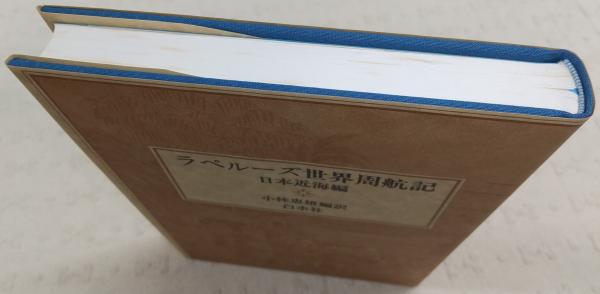 ラペルーズ世界周航記
日本近海編
小林忠雄編訳
白水社